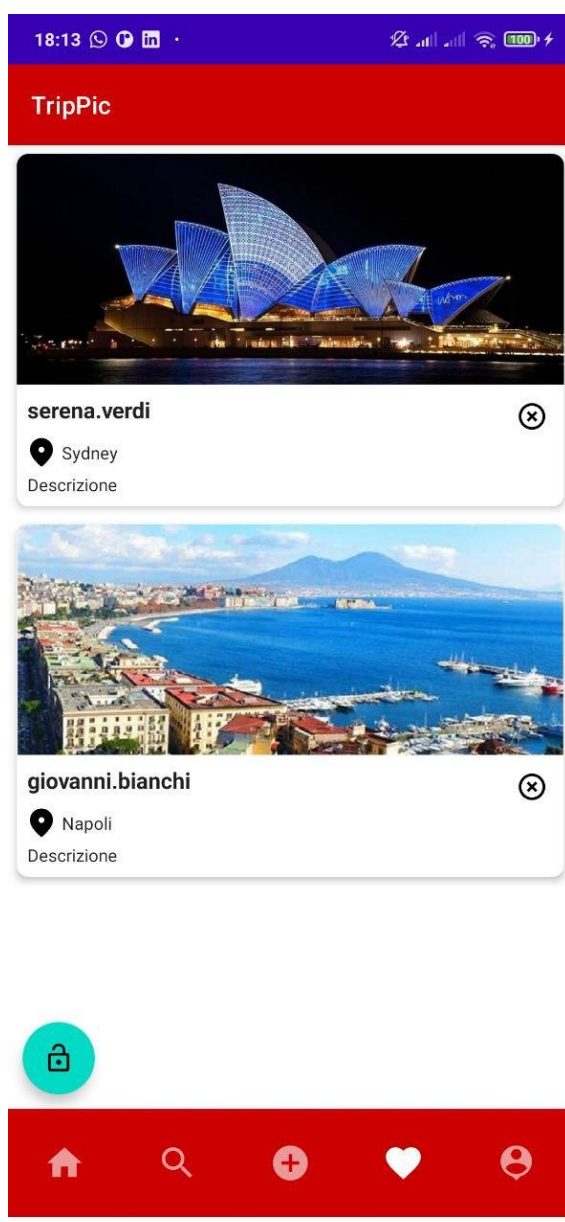 18:13
100
TripPic
serena.verdi
Sydney
Descrizione
giovanni.bianchi
Napoli
Descrizione